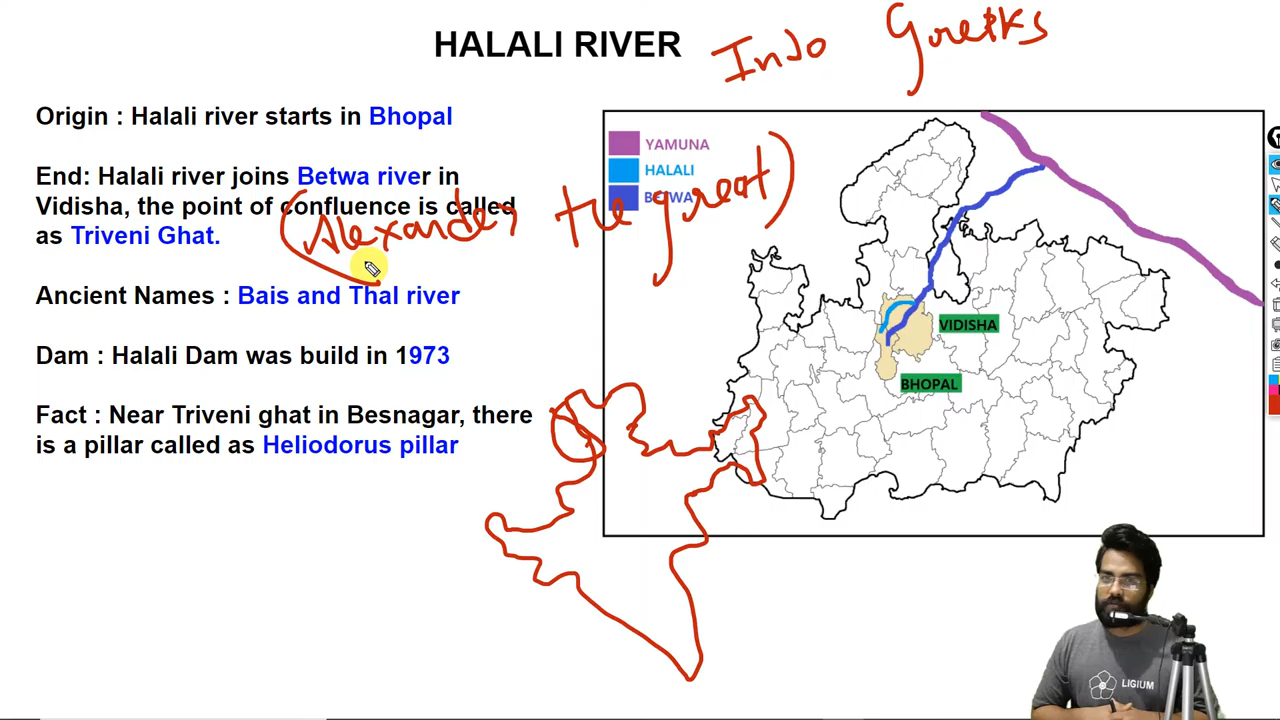 HALALI RIVER
Indo Greeks
Origin : Halali river starts in Bhopal
End: Halali river joins Betwa river in
Vidisha, the point of confluence is called
as Triveni Ghat.
(Alexander the great)
Ancient Names : Bais and Thal river
Dam : Halali Dam was build in 1973
Fact : Near Triveni ghat in Besnagar, there
is a pillar called as Heliodorus pillar
YAMUNA
HALALI
BETWA
VIDISHA
BHOPAL
LIGIUM